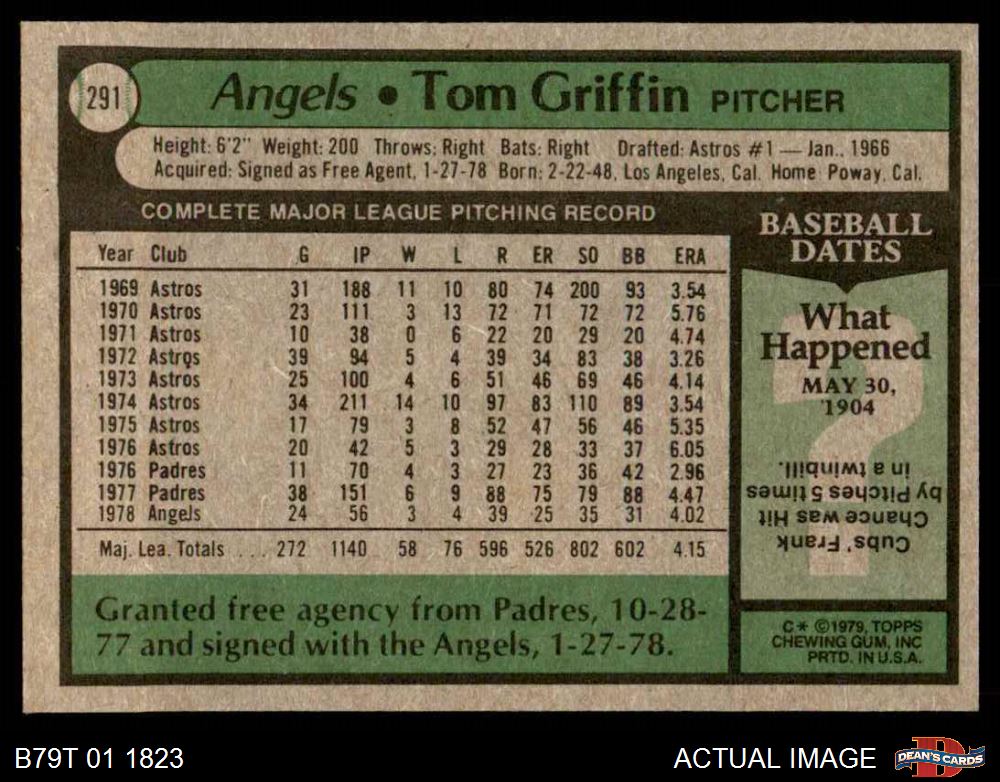 291
Angels • Tom Griffin PITCHER
Height: 6'2" Weight: 200 Throws: Right Bats: Right Drafted: Astros #1 — Jan., 1966
Acquired: Signed as Free Agent, 1-27-78 Born: 2-22-48, Los Angeles, Cal. Home: Poway, Cal.
COMPLETE MAJOR LEAGUE PITCHING RECORD
Year Club G IP W L R ER SO BB ERA
1969 Astros 31 188 11 10 80 74 200 93 3.54
1970 Astros 23 111 3 13 72 71 72 72 5.76
1971 Astros 10 38 0 6 22 20 29 20 4.74
1972 Astros 39 94 5 4 39 34 83 38 3.26
1973 Astros 25 100 4 6 51 46 69 46 4.14
1974 Astros 34 211 14 10 97 83 110 89 3.54
1975 Astros 17 79 3 8 52 47 56 46 5.35
1976 Astros 20 42 5 3 29 28 33 37 6.05
1976 Padres 11 70 4 3 27 23 36 42 2.96
1977 Padres 38 151 6 9 88 75 79 88 4.47
1978 Angels 24 56 3 4 39 25 35 31 4.02
Maj. Lea. Totals ... 272 1140 58 76 596 526 802 602 4.15
Granted free agency from Padres, 10-28-
77 and signed with the Angels, 1-27-78.
BASEBALL
DATES
What
Happened
MAY 30,
1904
?
Cubs' Frank
Chance was Hit
by Pitches 5 times
in a twinbill.
C* ©1979, TOPPS
CHEWING GUM, INC
PRTD. IN U.S.A.
B79T 01 1823
ACTUAL IMAGE
D
DEAN'S CARDS